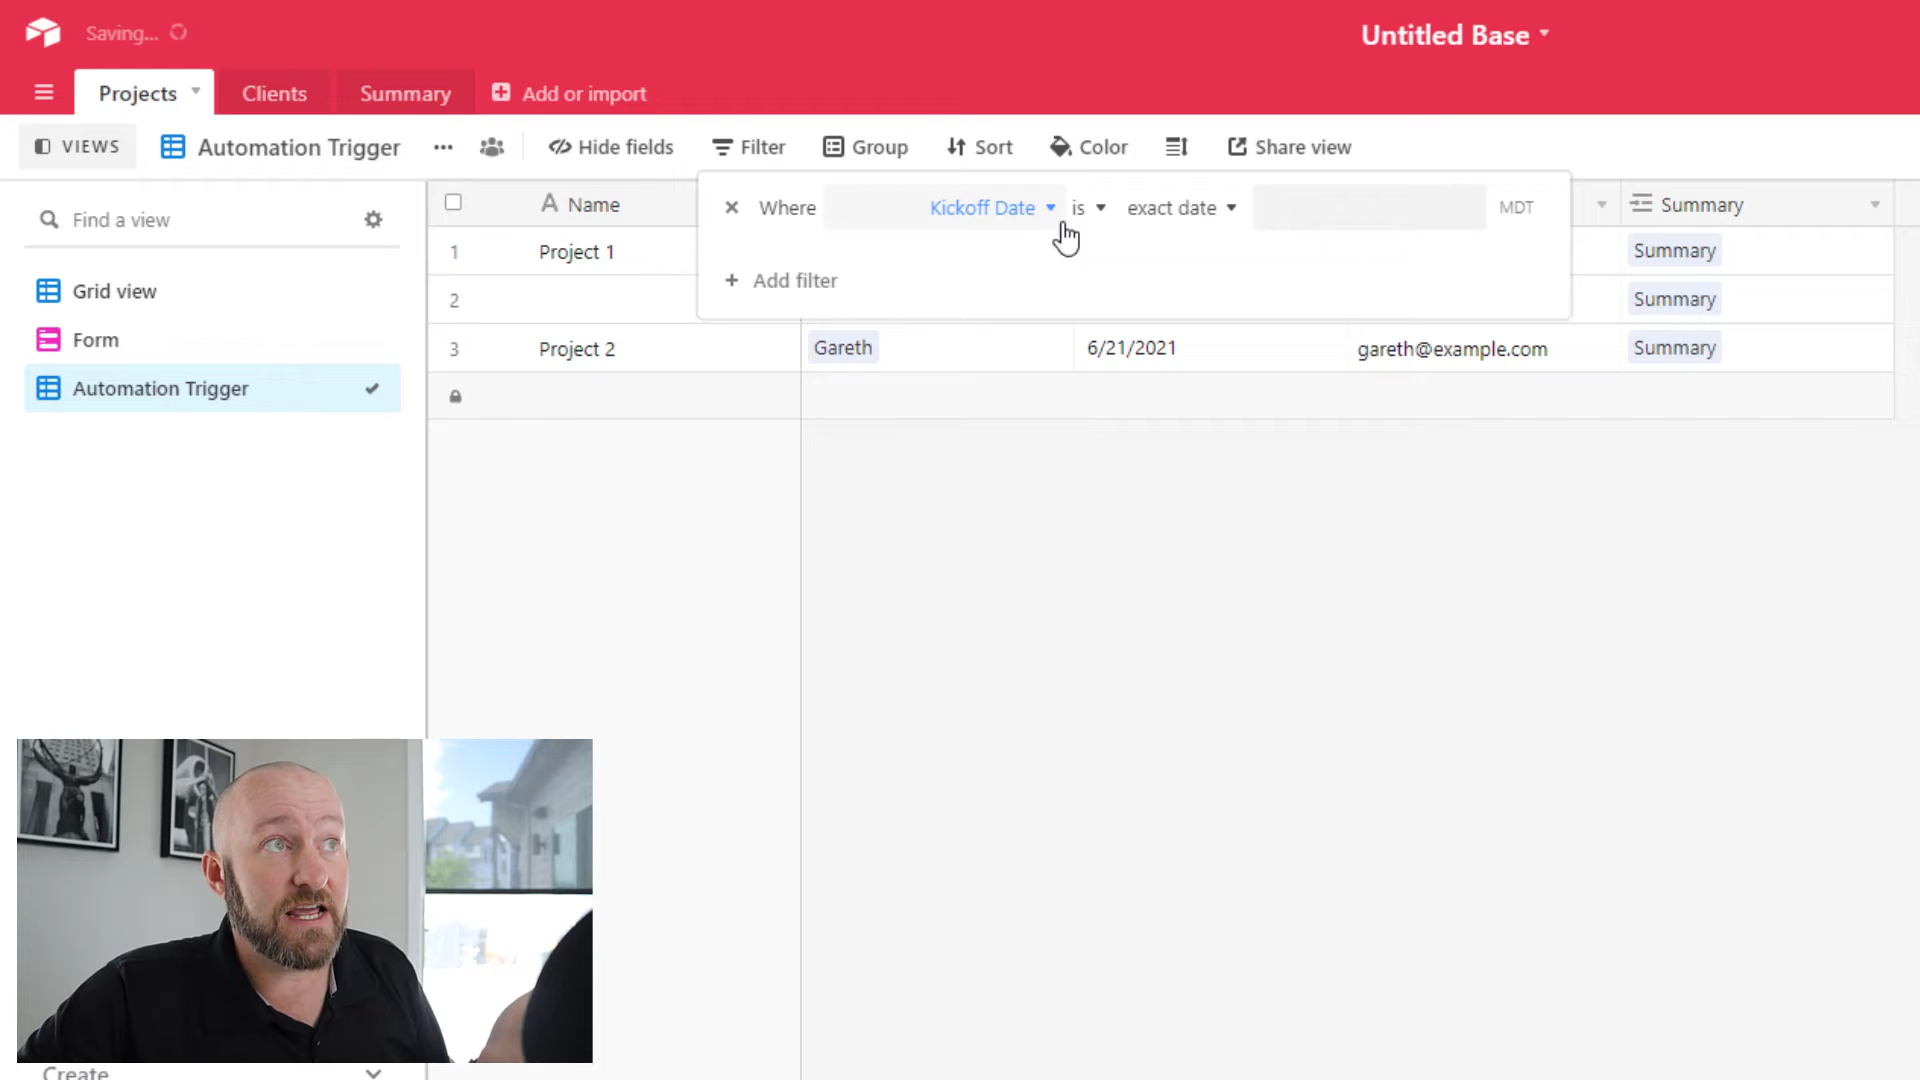 Saving...
Untitled Base
Projects
Clients
Summary
Add or import
VIEWS
Automation Trigger
Hide fields
Filter
Group
Sort
Color
Share view
Find a view
Name
Where
Kickoff Date
is
exact date
MDT
Summary
Add filter
1
Project 1
Summary
2
Summary
3
Project 2
Gareth
6/21/2021
gareth@example.com
Summary
Grid view
Form
Automation Trigger
Create